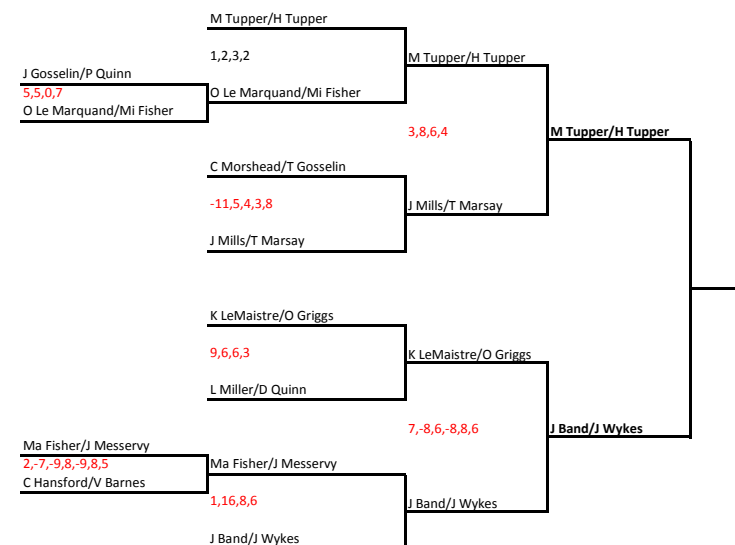 M Tupper/H Tupper
1,2,3,2
M Tupper/H Tupper
J Gosselin/P Quinn
5,5,0,7
O Le Marquand/Mi Fisher
O Le Marquand/Mi Fisher
3,8,6,4
M Tupper/H Tupper
C Morshead/T Gosselin
-11,5,4,3,8
J Mills/T Marsay
J Mills/T Marsay
K LeMaistre/O Griggs
9,6,6,3
K LeMaistre/O Griggs
L Miller/D Quinn
7,-8,6,-8,8,6
J Band/J Wykes
Ma Fisher/J Messervy
2,-7,-9,8,-9,8,5
Ma Fisher/J Messervy
C Hansford/V Barnes
1,16,8,6
J Band/J Wykes
J Band/J Wykes